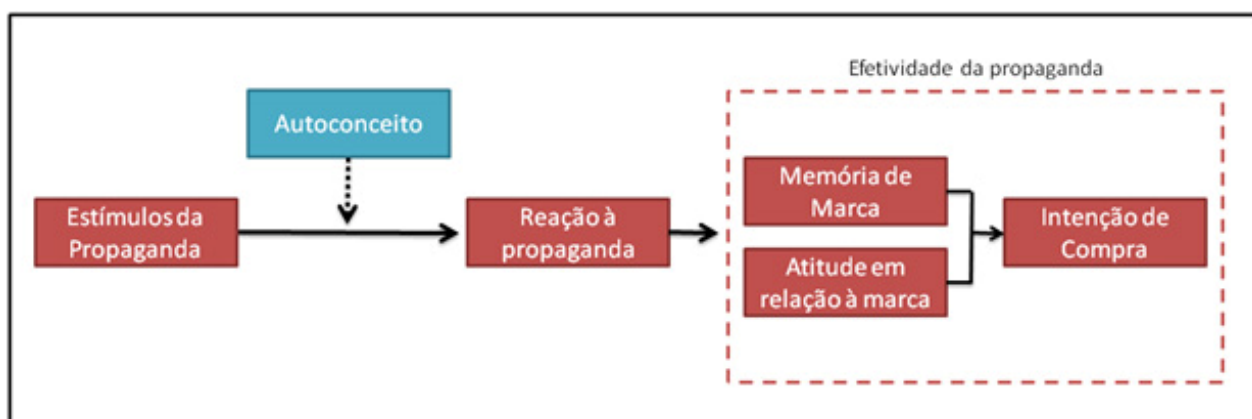 Efetividade da propaganda
Autoconceito
Estímulos da
Propaganda
Reação à
propaganda
Memória de
Marca
Atitude em
relação à marca
Intenção de
Compra